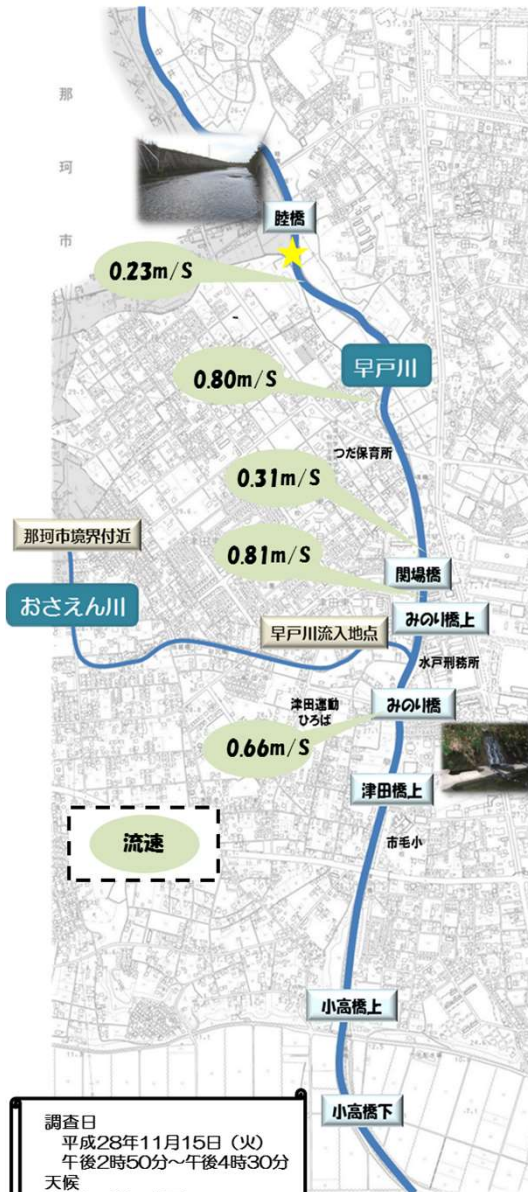 那
珂
市
睦橋
0.23m/S
早戸川
0.80m/S
つだ保育所
0.31m/S
那珂市境界付近
0.81m/S
関場橋
おさえん川
早戸川流入地点
みのり橋上
水戸刑務所
津田運動
ひろば
みのり橋
0.66m/S
津田橋上
流速
市毛小
小高橋上
小高橋下
調査日
平成28年11月15日（火）
午後2時50分～午後4時30分
天候